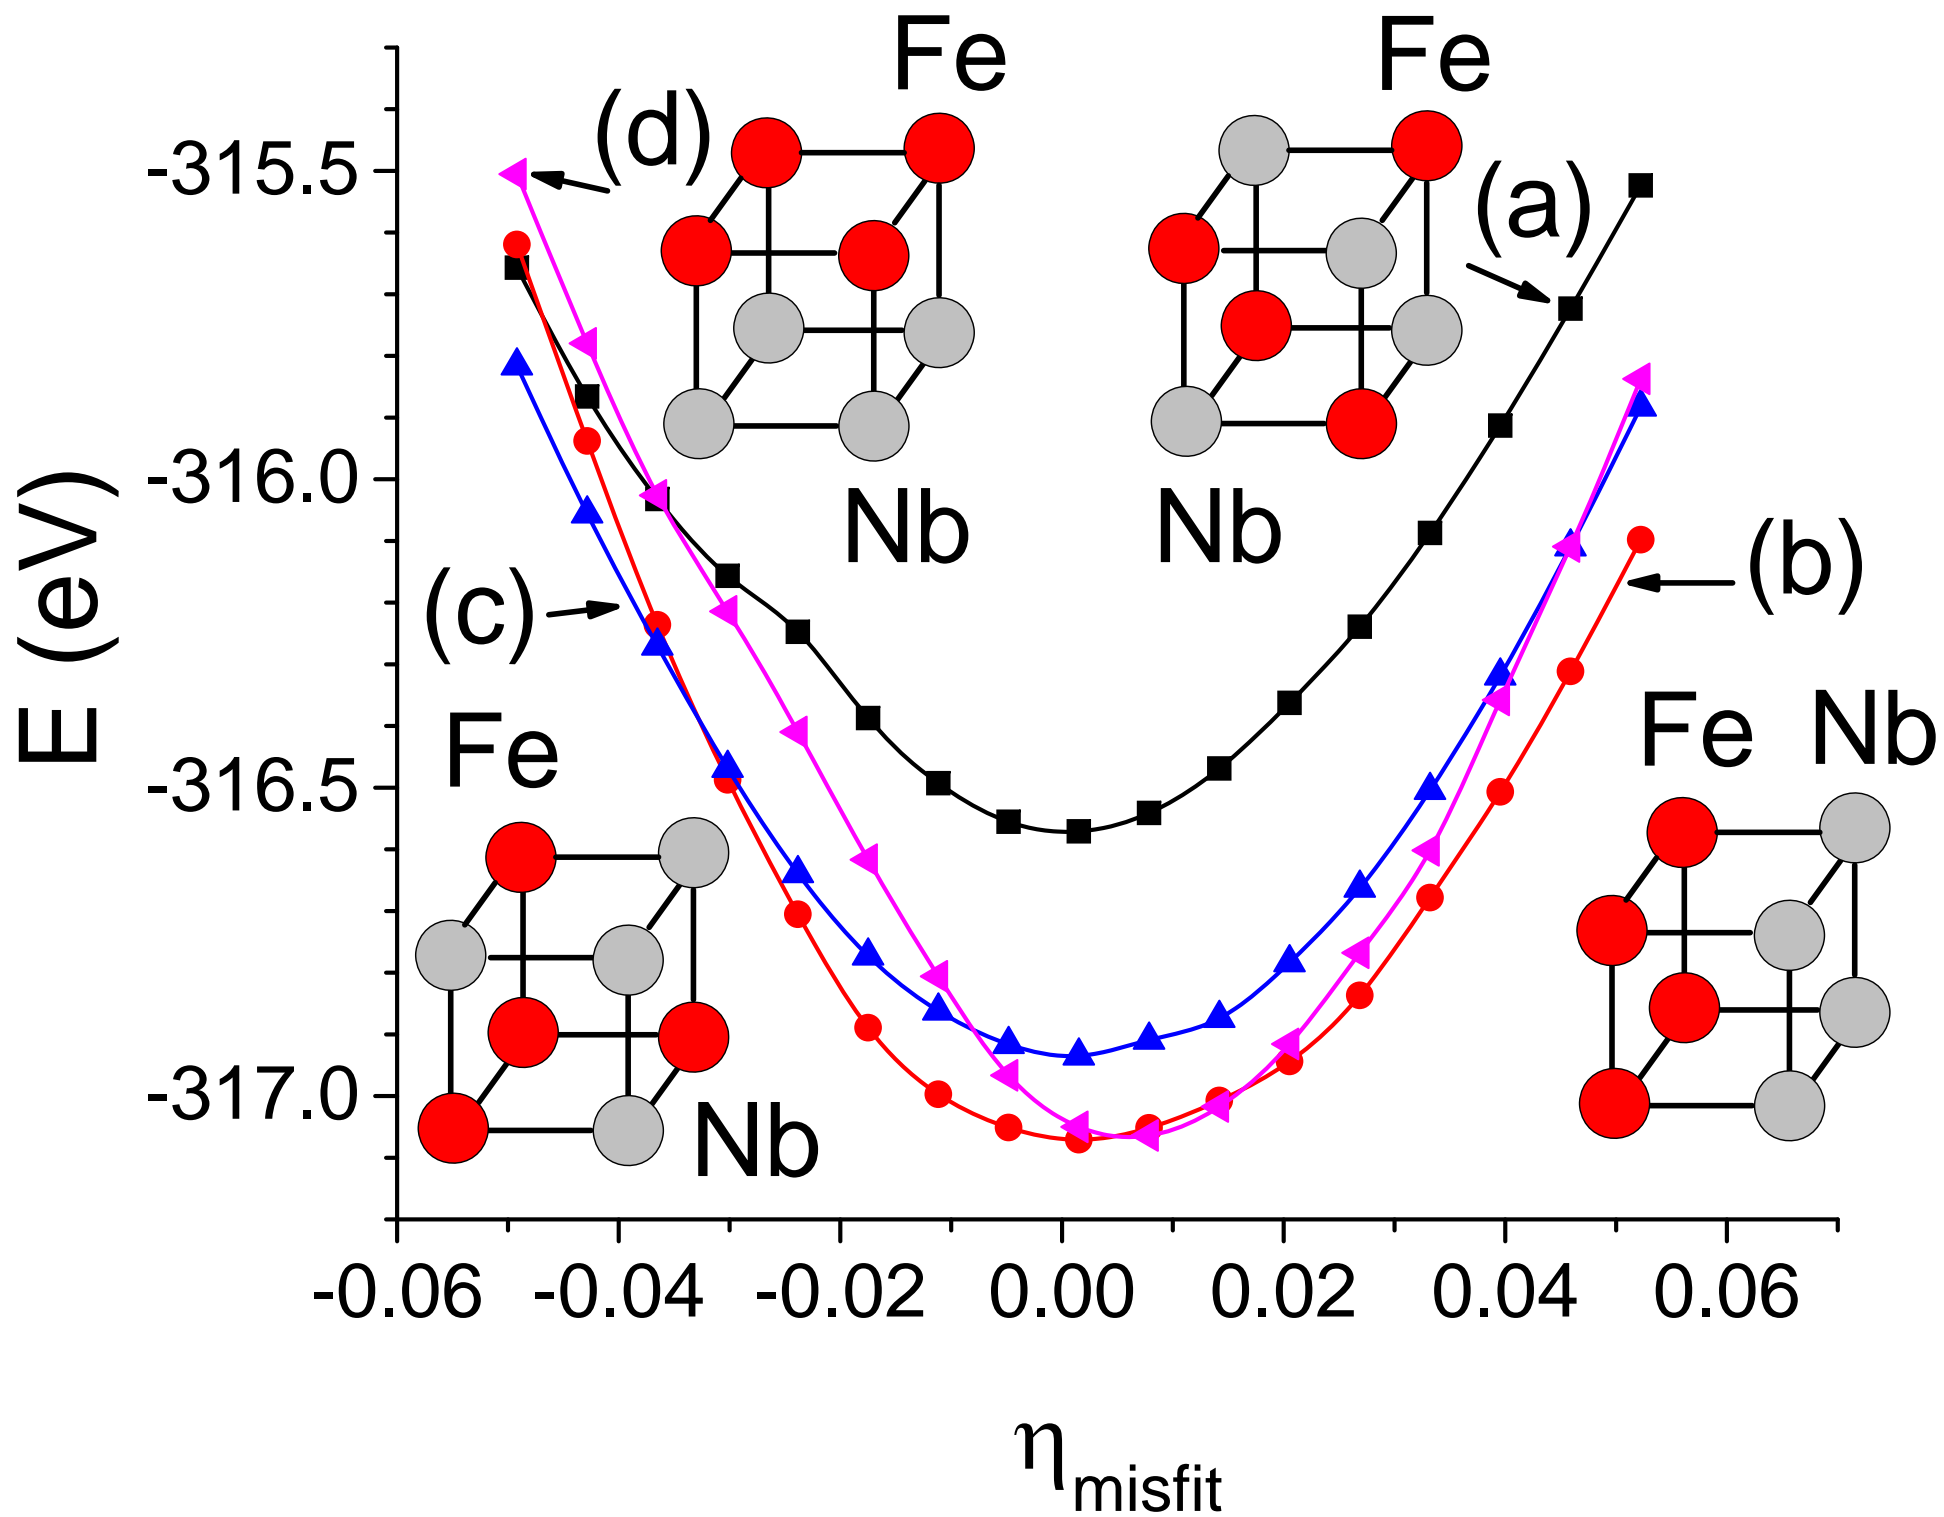 Fe
Fe
(d)
(a)
-315.5
-316.0
-316.5
-317.0
E (eV)
Nb
Nb
(b)
(c)
Fe
Nb
Fe
Nb
-0.06 -0.04 -0.02 0.00 0.02 0.04 0.06
ηmisfit